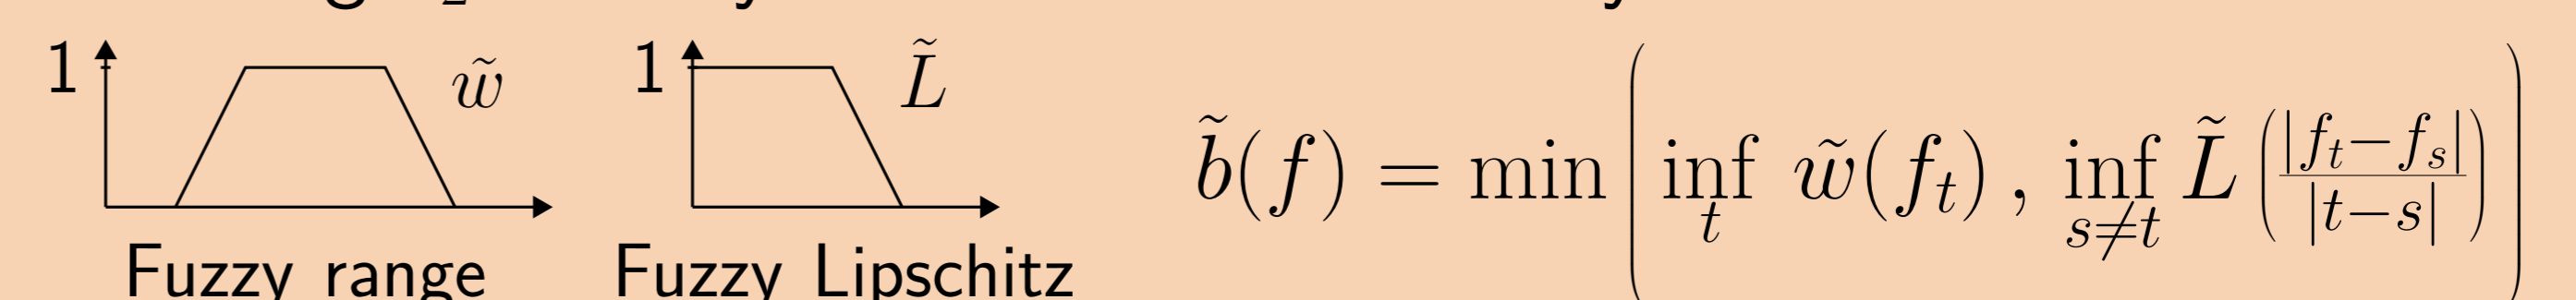 1 w̃ 1 L̃
b̃(f) = min ( inf_t w̃(f_t) , inf_{s≠t} L̃ ( |f_t−f_s| / |t−s| ) )
Fuzzy range Fuzzy Lipschitz